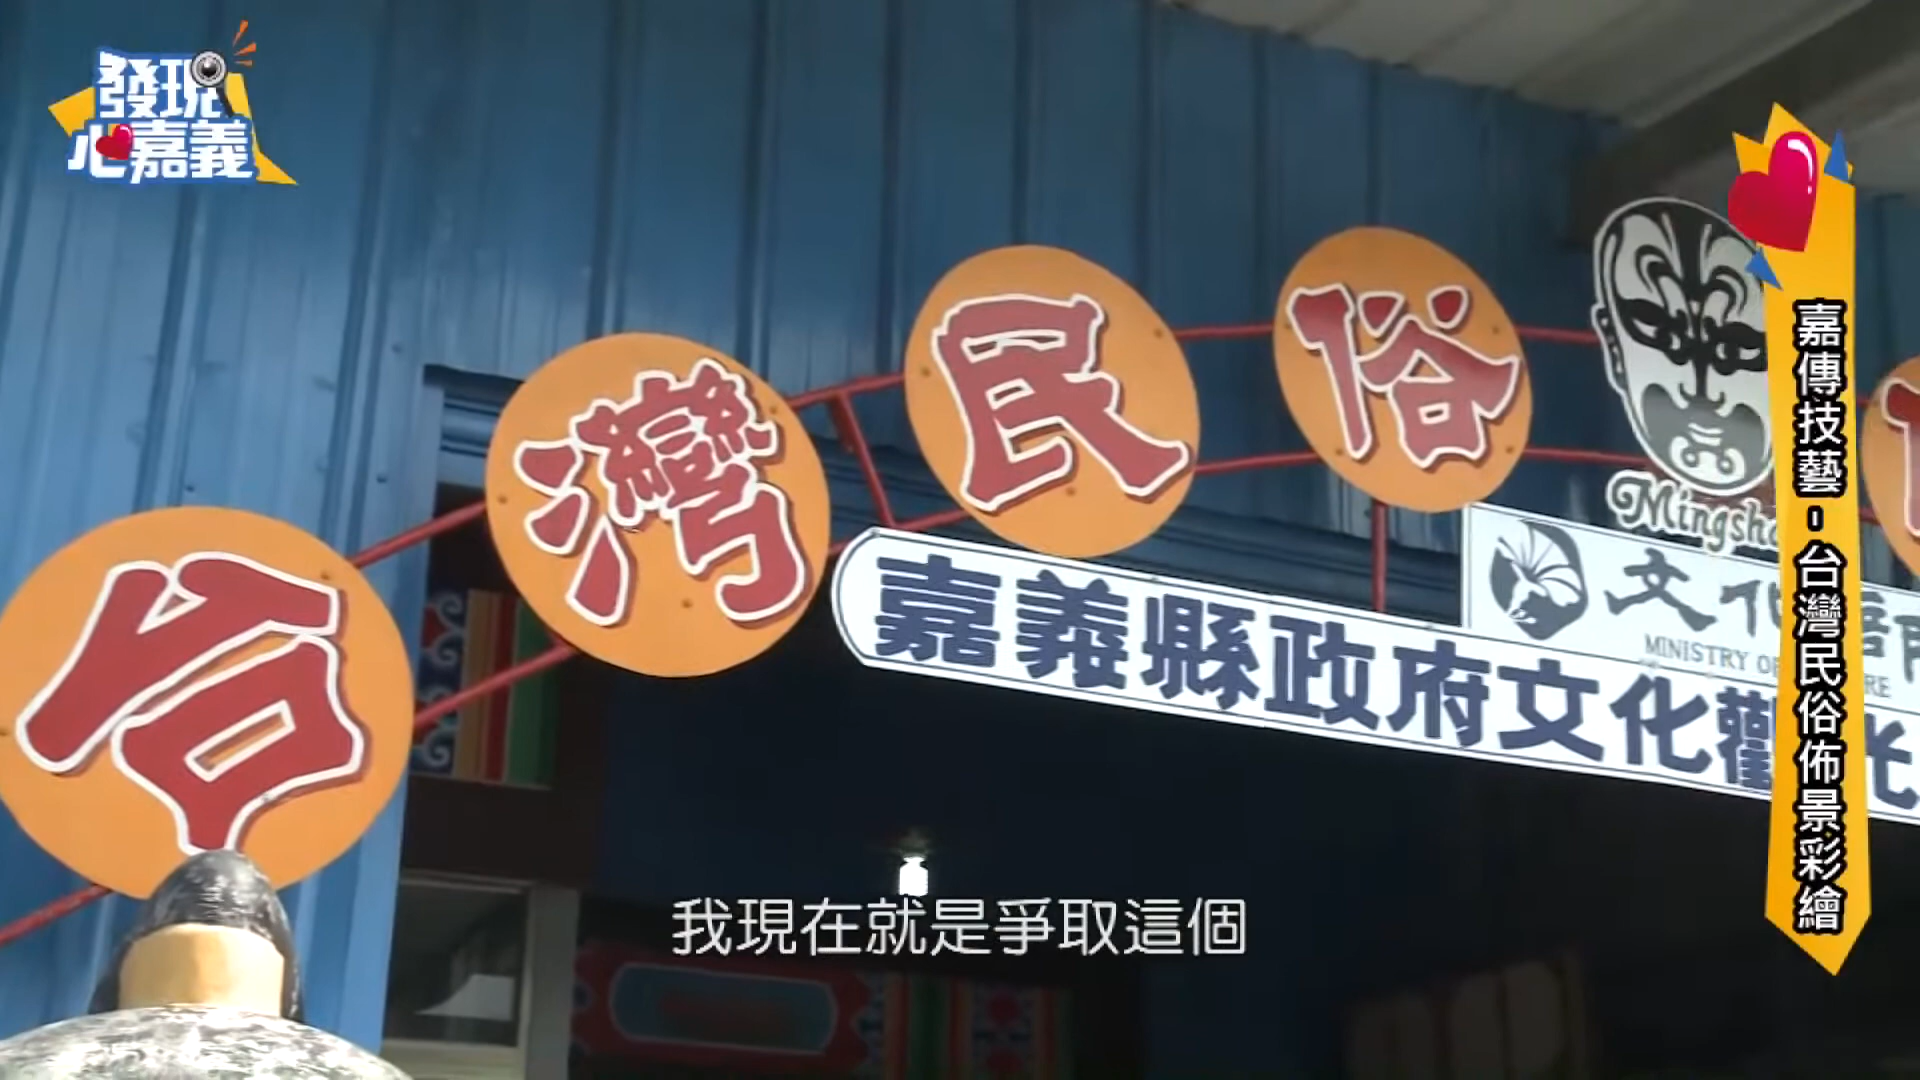 發現
心嘉義
台灣民俗
Mingsh
文化
MINISTRY O
嘉義縣政府文化觀光
嘉傳技藝-台灣民俗佈景彩繪
我現在就是爭取這個